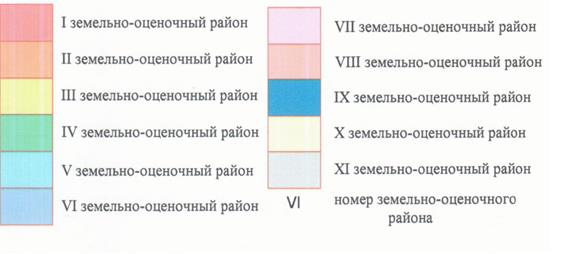 I земельно-оценочный район
II земельно-оценочный район
III земельно-оценочный район
IV земельно-оценочный район
V земельно-оценочный район
VI земельно-оценочный район
VII земельно-оценочный район
VIII земельно-оценочный район
IX земельно-оценочный район
X земельно-оценочный район
XI земельно-оценочный район
VI номер земельно-оценочного
района